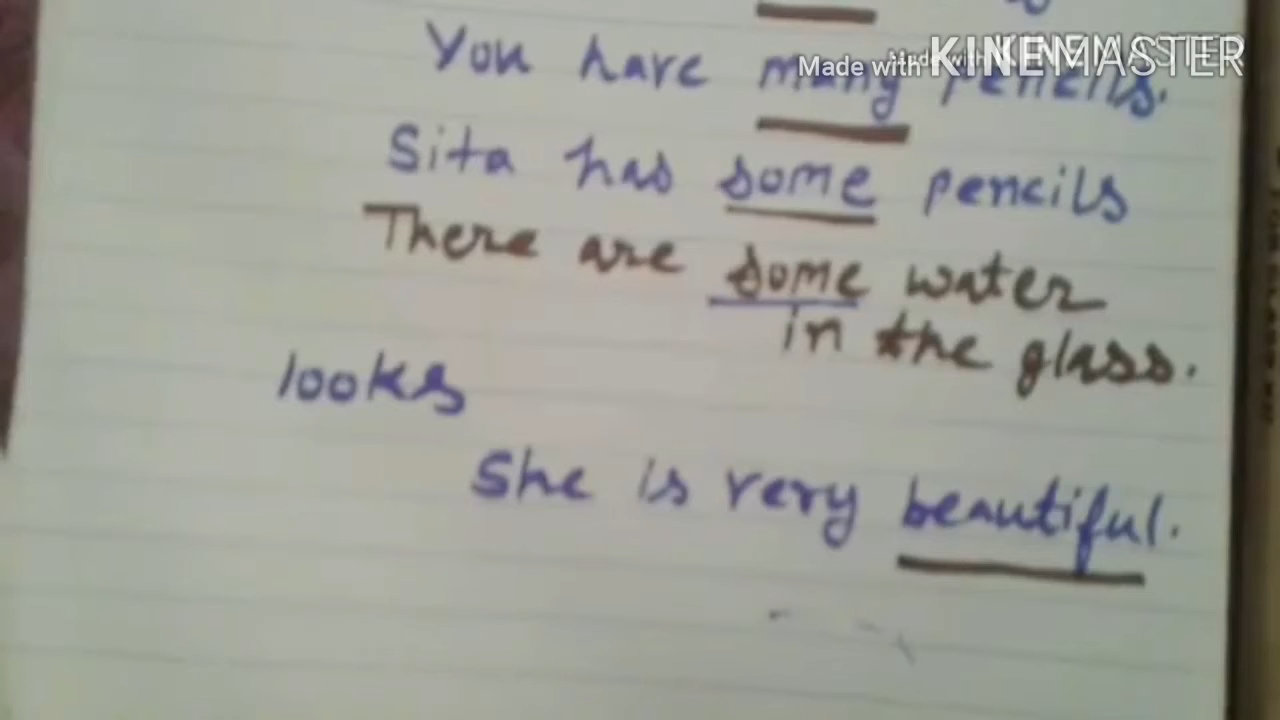 Made with KINEMASTER
You have many pencils.
Sita has some pencils
There are some water
in the glass.
looks
She is very beautiful.